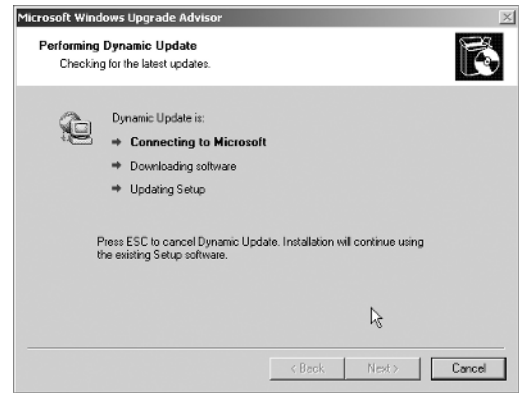 Microsoft Windows Upgrade Advisor
Performing Dynamic Update
Checking for the latest updates.
Dynamic Update is:
Connecting to Microsoft
Downloading software
Updating Setup
Press ESC to cancel Dynamic Update. Installation will continue using
the existing Setup software.
< Back
Next >
Cancel